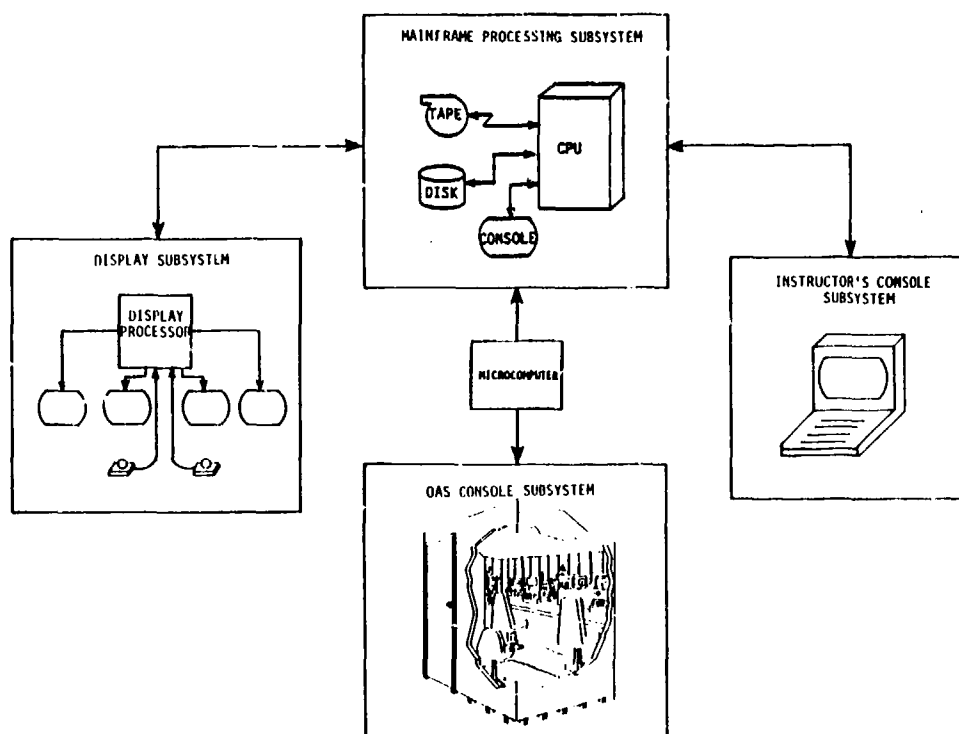 MAINFRAME PROCESSING SUBSYSTEM
TAPE
CPU
DISK
CONSOLE
DISPLAY SUBSYSTEM
DISPLAY
PROCESSOR
INSTRUCTOR'S CONSOLE
SUBSYSTEM
MICROCOMPUTER
OAS CONSOLE SUBSYSTEM